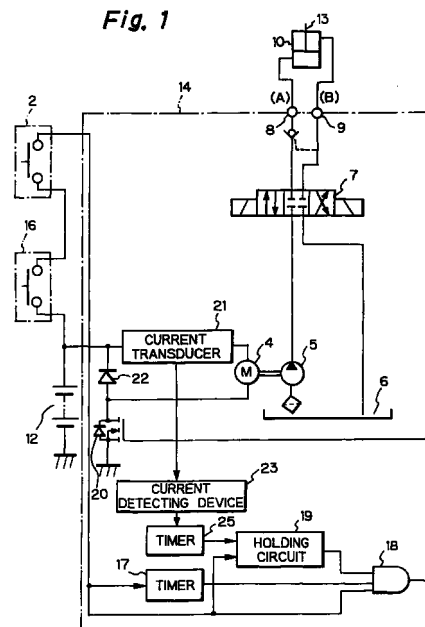 Fig. 1
13
10
14
(A)
(B)
2
8
9
7
16
21
CURRENT
TRANSDUCER
4
5
M
22
6
12
20
23
CURRENT
DETECTING DEVICE
25
19
TIMER
HOLDING
CIRCUIT
18
17
TIMER